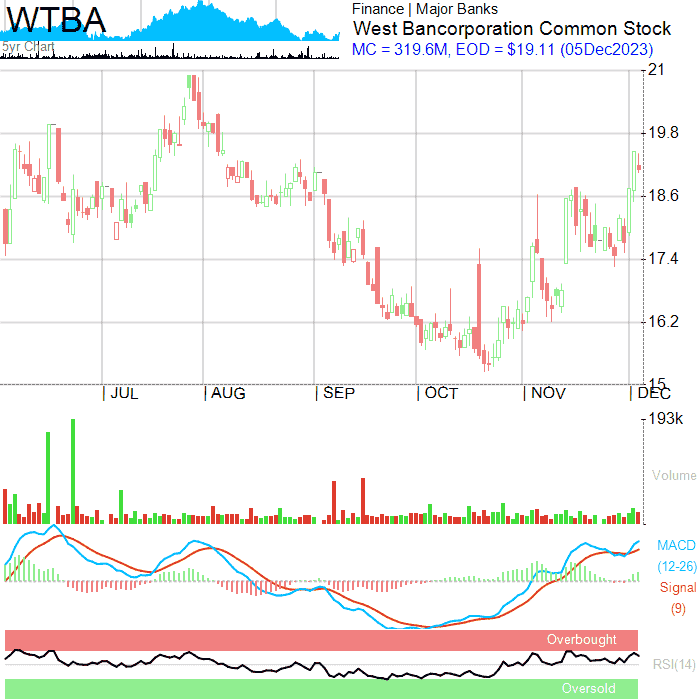 WTBA
5yr Chart
Finance | Major Banks
West Bancorporation Common Stock
MC = 319.6M, EOD = $19.11 (05Dec2023)
21
19.8
18.6
17.4
16.2
15
| JUL | AUG | SEP | OCT | NOV | DEC
193k
Volume
MACD
(12-26)
Signal
(9)
Overbought
RSI(14)
Oversold